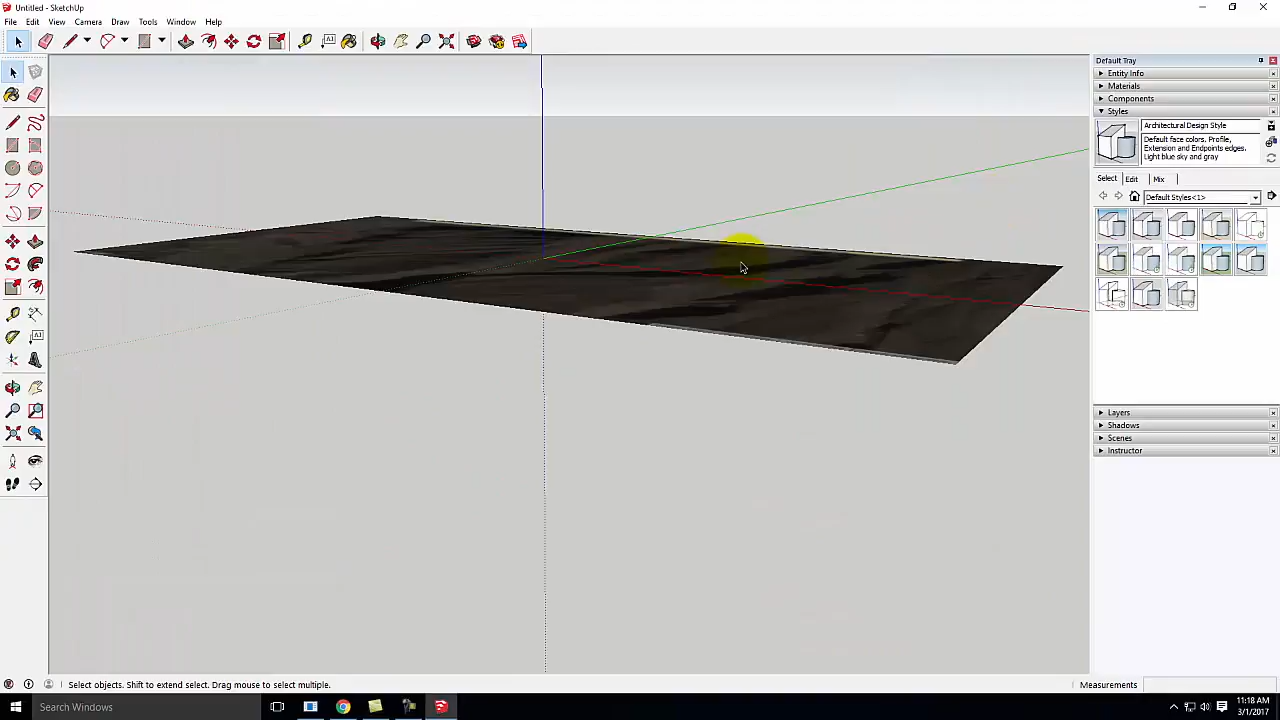 Untitled - SketchUp
File Edit View Camera Draw Tools Window Help
Default Tray
Entity Info
Materials
Components
Styles
Architectural Design Style
Default face colors. Profile,
Extension and Endpoints edges.
Light blue sky and gray
Select Edit Mix
Default Styles<1>
Layers
Shadows
Scenes
Instructor
Select objects. Shift to extend select. Drag mouse to select multiple.
Measurements
Search Windows
11:18 AM
3/1/2017